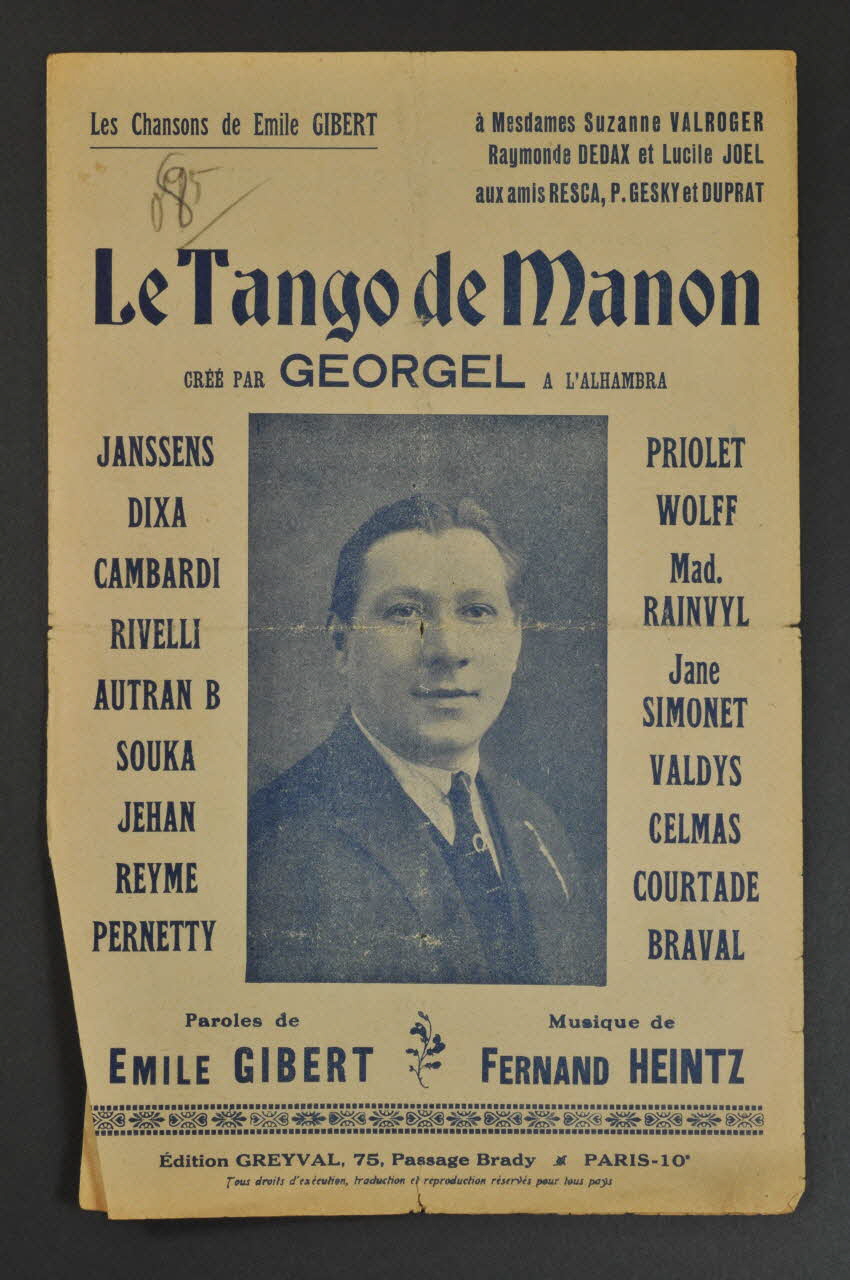 Les Chansons de Emile GIBERT
à Mesdames Suzanne VALROGER
Raymonde DEDAX et Lucile JOEL
aux amis RESCA, P. GESKY et DUPRAT
Le Tango de Manon
CRÉÉ PAR GEORGEL A L'ALHAMBRA
JANSSENS
DIXA
CAMBARDI
RIVELLI
AUTRAN B
SOUKA
JEHAN
REYME
PERNETTY
PRIOLET
WOLFF
Mad.
RAINVYL
Jane
SIMONET
VALDYS
CELMAS
COURTADE
BRAVAL
Paroles de
EMILE GIBERT
Musique de
FERNAND HEINTZ
Édition GREYVAL, 75, Passage Brady PARIS-10e
Tous droits d'exécution, traduction et reproduction réservés pour tous pays